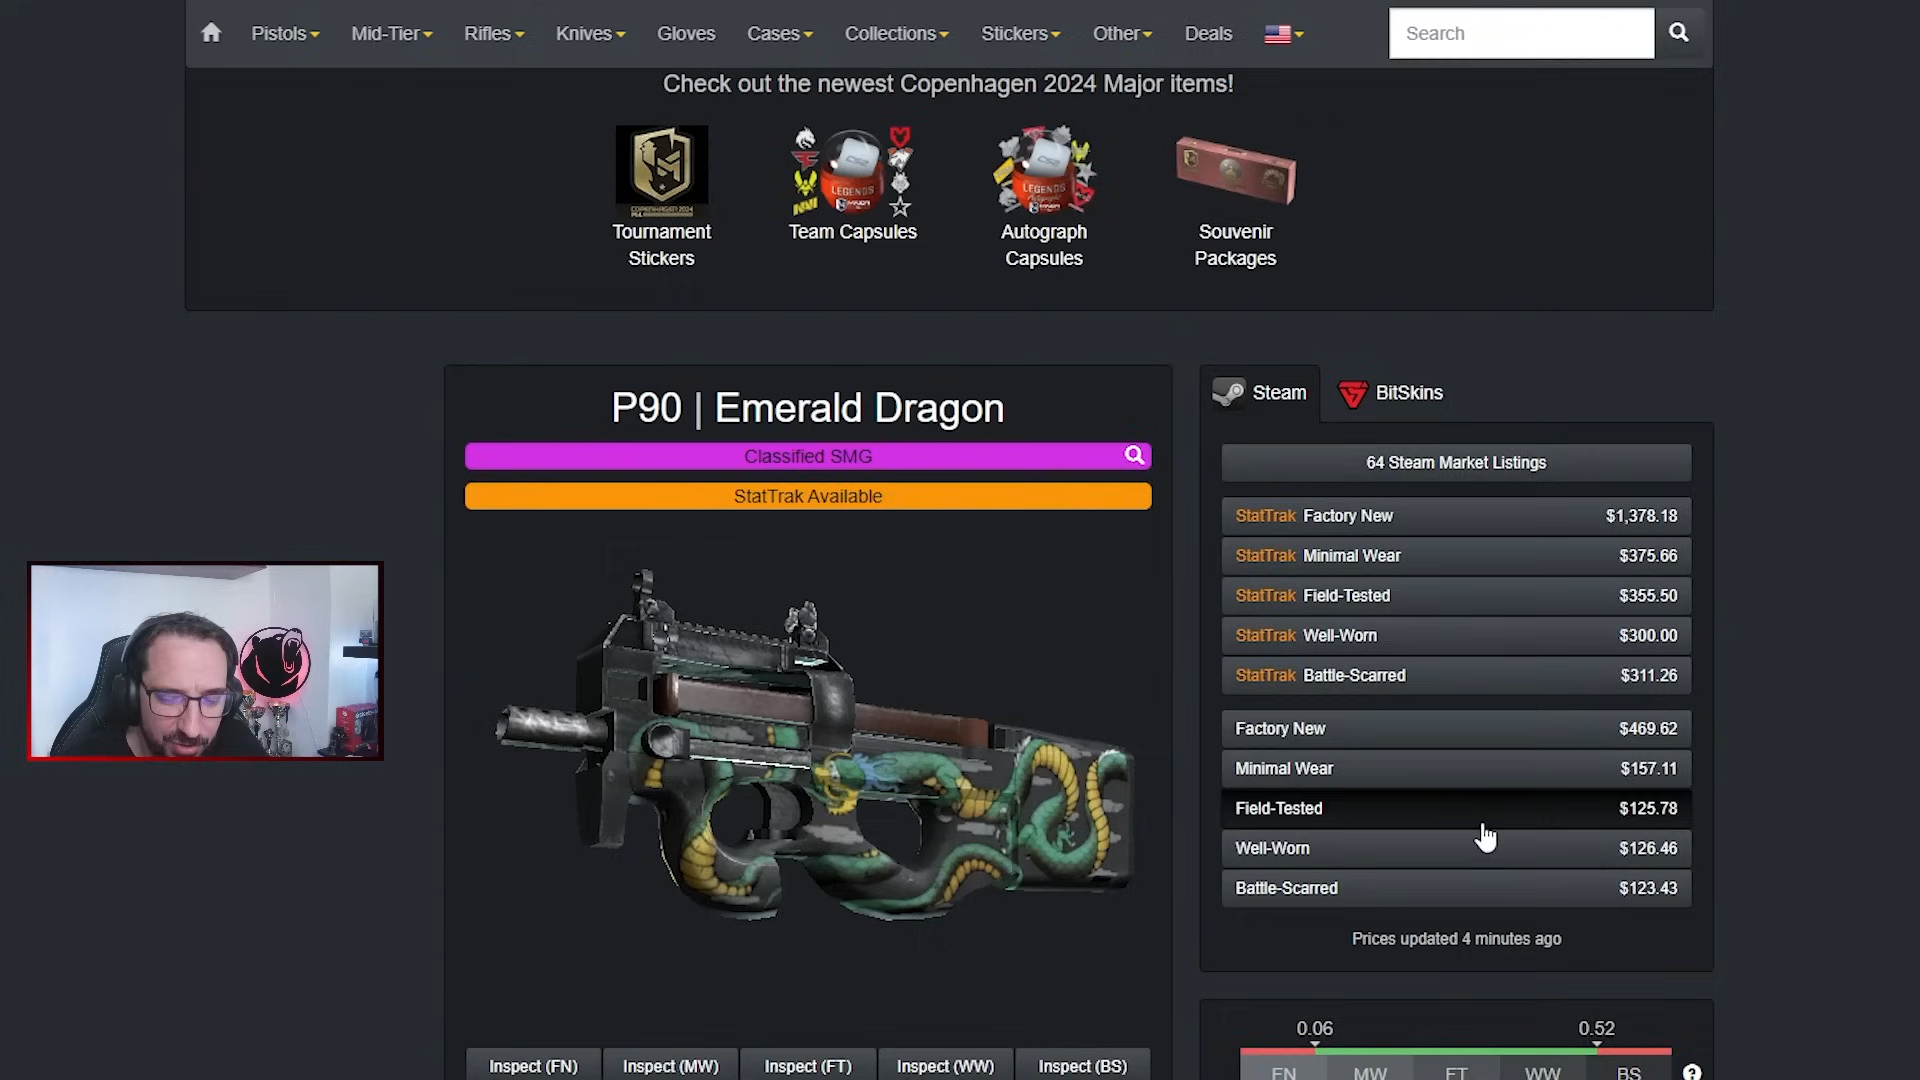 Pistols
Mid-Tier
Rifles
Knives
Gloves
Cases
Collections
Stickers
Other
Deals
Search
Check out the newest Copenhagen 2024 Major items!
LEGENDS
LEGENDS
Tournament
Stickers
Team Capsules
Autograph
Capsules
Souvenir
Packages
P90 | Emerald Dragon
Classified SMG
StatTrak Available
Steam
BitSkins
64 Steam Market Listings
StatTrak Factory New $1,378.18
StatTrak Minimal Wear $375.66
StatTrak Field-Tested $355.50
StatTrak Well-Worn $300.00
StatTrak Battle-Scarred $311.26
Factory New $469.62
Minimal Wear $157.11
Field-Tested $125.78
Well-Worn $126.46
Battle-Scarred $123.43
Prices updated 4 minutes ago
0.06 0.52
FN MW FT WW BS ?
Inspect (FN) Inspect (MW) Inspect (FT) Inspect (WW) Inspect (BS)